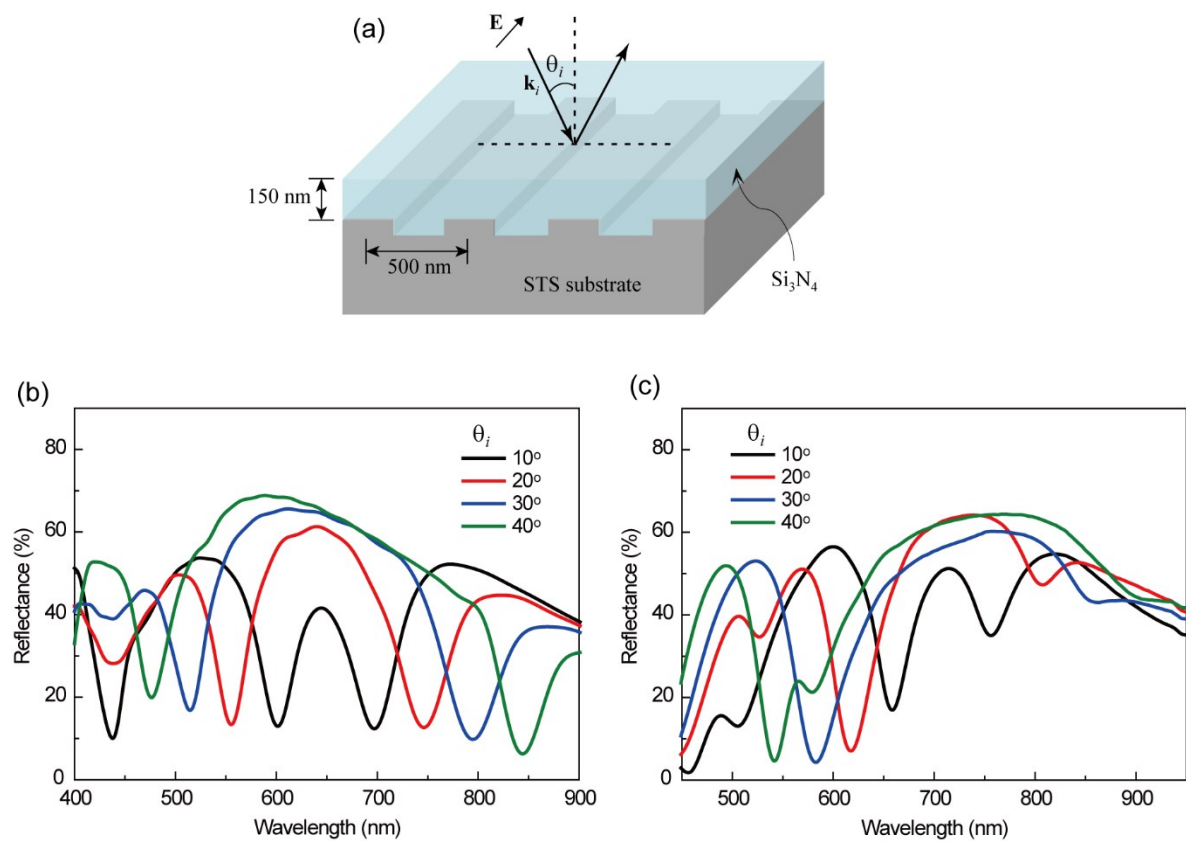 (a)
E
θi
ki
150 nm
500 nm
STS substrate
Si3N4
(b)
Reflectance (%)
80
60
40
20
0
θi
10o
20o
30o
40o
400 500 600 700 800 900
Wavelength (nm)
(c)
Reflectance (%)
80
60
40
20
0
θi
10o
20o
30o
40o
500 600 700 800 900
Wavelength (nm)